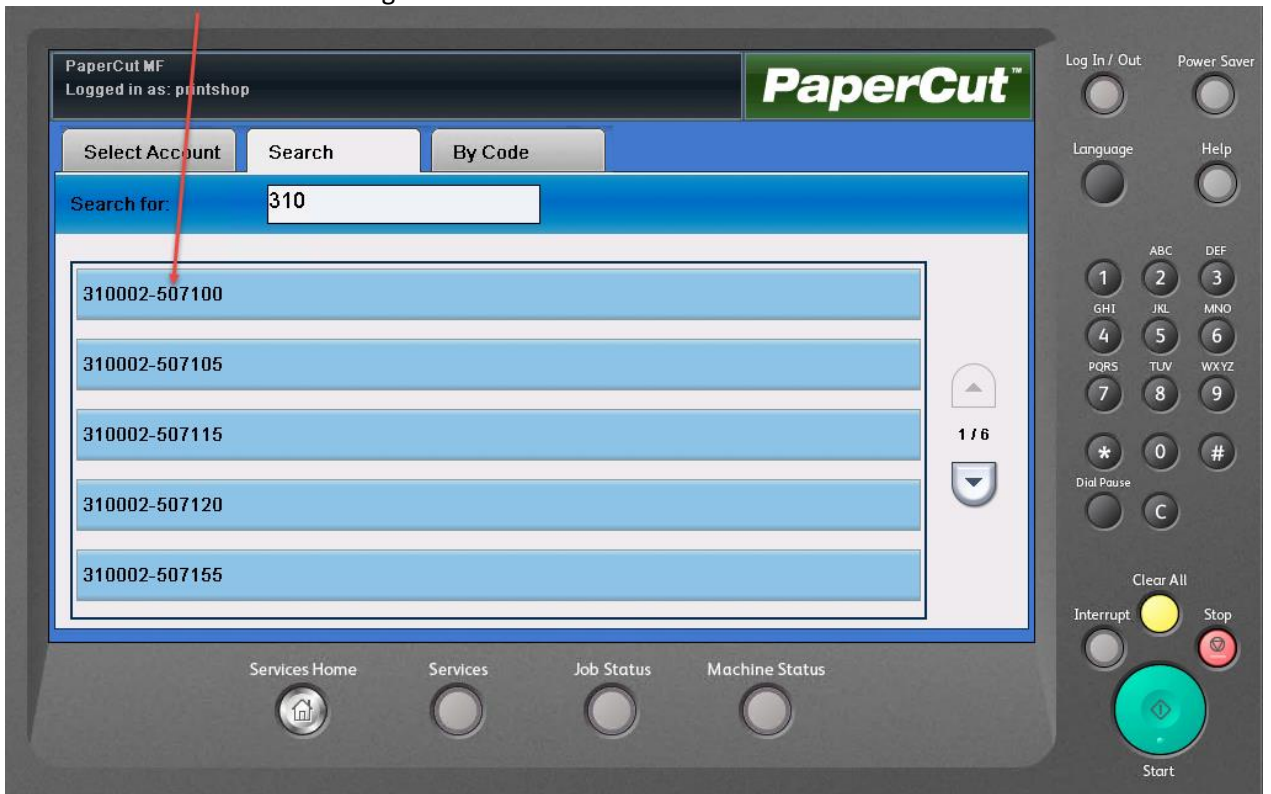 PaperCut MF
Logged in as: printshop
PaperCut™
Select Account
Search
By Code
Search for:
310
310002-507100
310002-507105
310002-507115
310002-507120
310002-507155
1 / 6
Services Home
Services
Job Status
Machine Status
Log In / Out
Power Saver
Language
Help
ABC
DEF
1
2
3
GHI
JKL
MNO
4
5
6
PQRS
TUV
WXYZ
7
8
9
*
0
#
Dial Pause
C
Clear All
Interrupt
Stop
Start